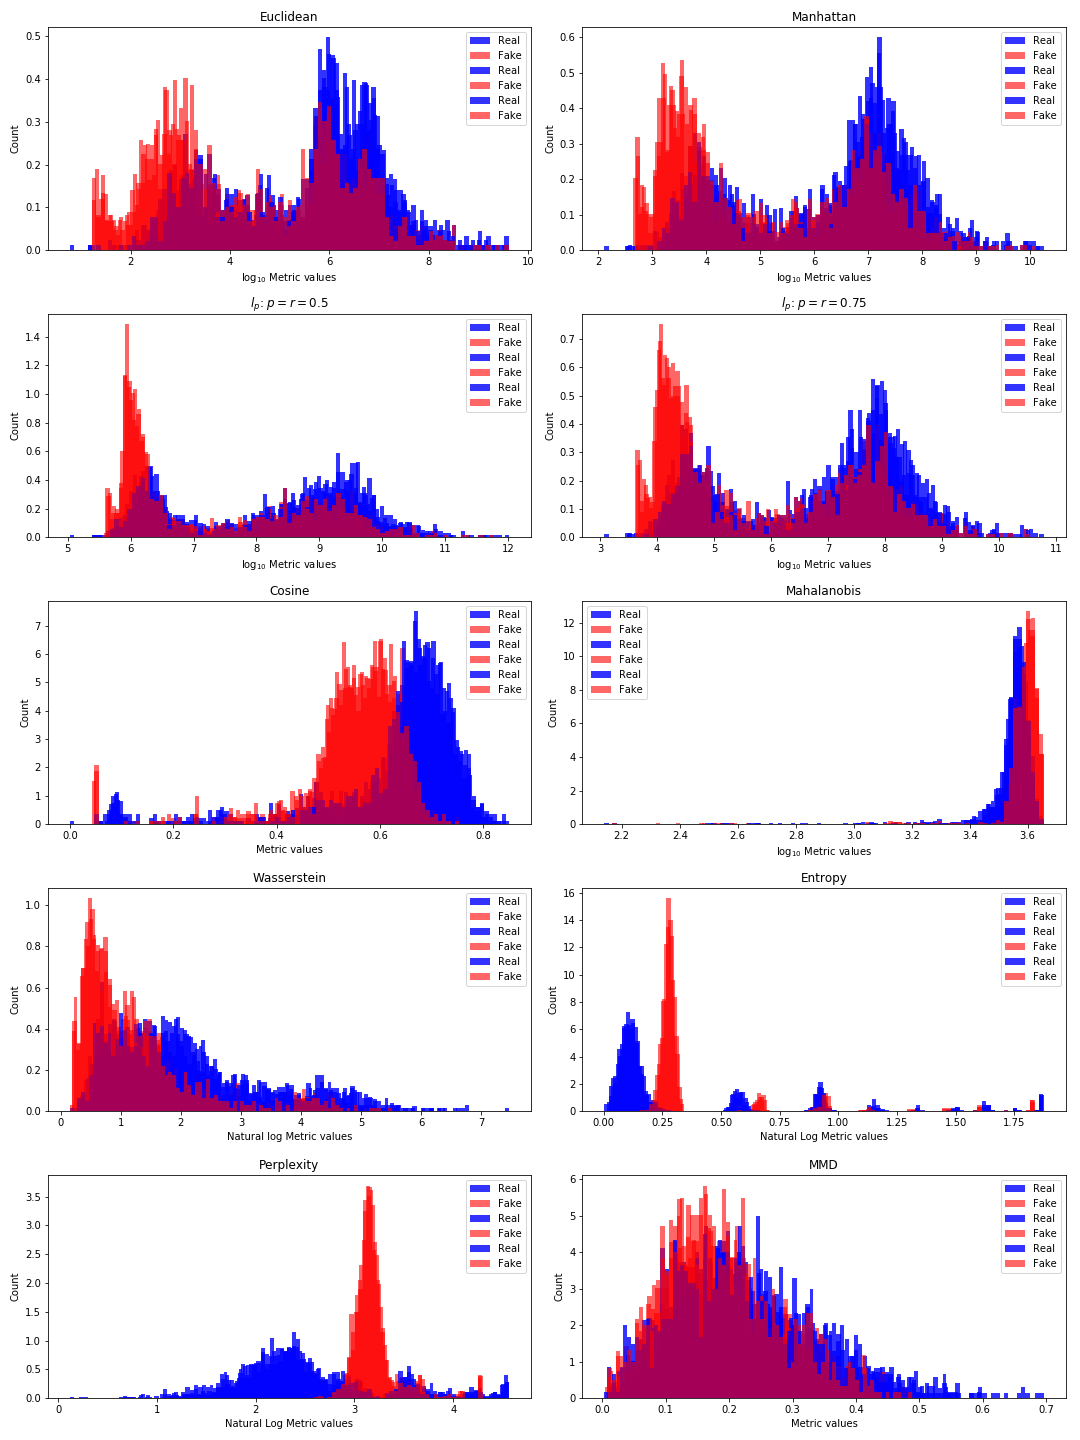 Euclidean
Count
0.5
0.4
0.3
0.2
0.1
0.0
2 4 6 8 10
log₁₀ Metric values
Real
Fake
Real
Fake
Real
Fake
Manhattan
Count
0.6
0.5
0.4
0.3
0.2
0.1
0.0
2 3 4 5 6 7 8 9 10
log₁₀ Metric values
Real
Fake
Real
Fake
Real
Fake
lₚ: p = r = 0.5
Count
1.4
1.2
1.0
0.8
0.6
0.4
0.2
0.0
5 6 7 8 9 10 11 12
log₁₀ Metric values
Real
Fake
Real
Fake
Real
Fake
lₚ: p = r = 0.75
Count
0.7
0.6
0.5
0.4
0.3
0.2
0.1
0.0
3 4 5 6 7 8 9 10 11
log₁₀ Metric values
Real
Fake
Real
Fake
Real
Fake
Cosine
Count
7
6
5
4
3
2
1
0
0.0 0.2 0.4 0.6 0.8
Metric values
Real
Fake
Real
Fake
Real
Fake
Mahalanobis
Count
12
10
8
6
4
2
0
2.2 2.4 2.6 2.8 3.0 3.2 3.4 3.6
log₁₀ Metric values
Real
Fake
Real
Fake
Real
Fake
Wasserstein
Count
1.0
0.8
0.6
0.4
0.2
0.0
0 1 2 3 4 5 6 7
Natural log Metric values
Real
Fake
Real
Fake
Real
Fake
Entropy
Count
16
14
12
10
8
6
4
2
0
0.00 0.25 0.50 0.75 1.00 1.25 1.50 1.75
Natural Log Metric values
Real
Fake
Real
Fake
Real
Fake
Perplexity
Count
3.5
3.0
2.5
2.0
1.5
1.0
0.5
0.0
0 1 2 3 4
Natural Log Metric values
Real
Fake
Real
Fake
Real
Fake
MMD
Count
6
5
4
3
2
1
0
0.0 0.1 0.2 0.3 0.4 0.5 0.6 0.7
Metric values
Real
Fake
Real
Fake
Real
Fake